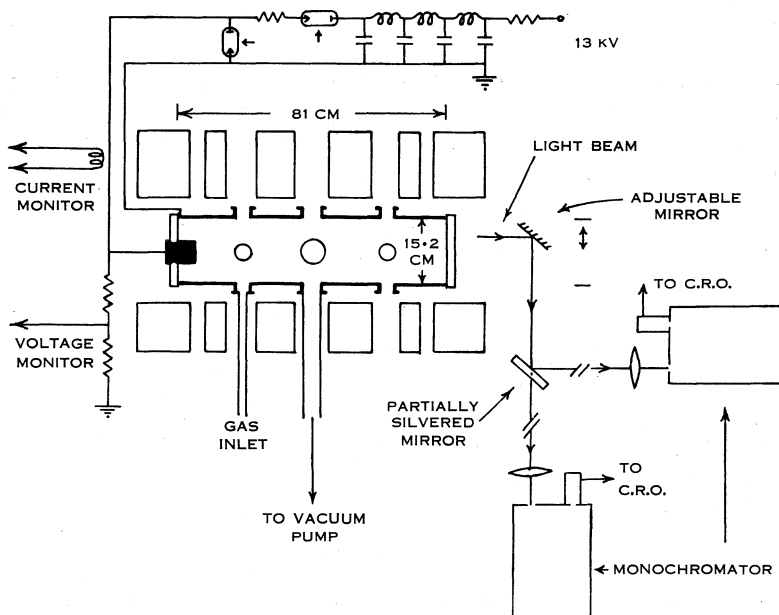 13 KV
81 CM
LIGHT BEAM
CURRENT
MONITOR
ADJUSTABLE
MIRROR
15·2
CM
TO C.R.O.
VOLTAGE
MONITOR
GAS
INLET
PARTIALLY
SILVERED
MIRROR
TO
C.R.O.
TO VACUUM
PUMP
MONOCHROMATOR